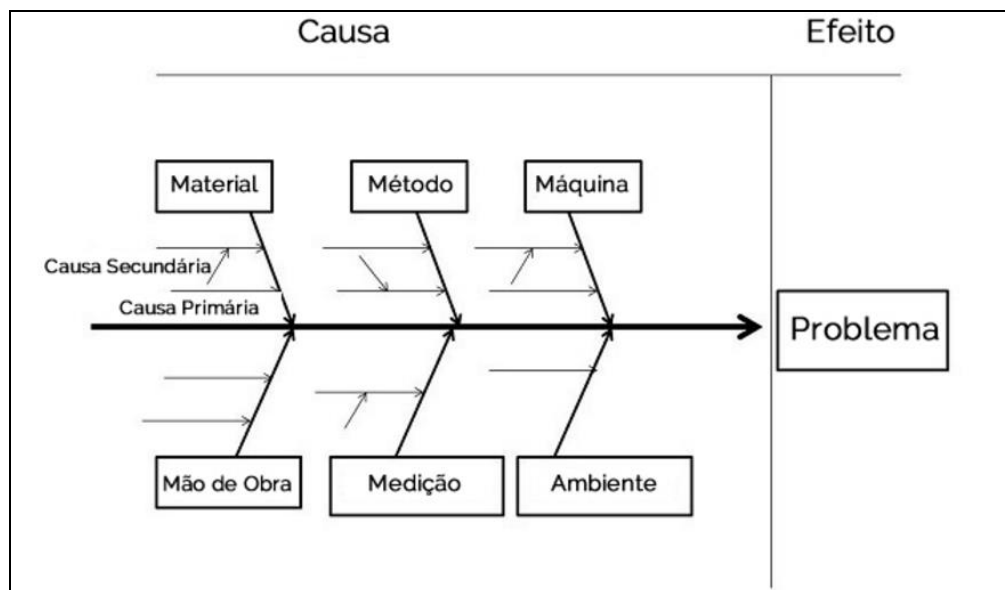 Causa
Efeito
Material
Método
Máquina
Causa Secundária
Causa Primária
Problema
Mão de Obra
Medição
Ambiente